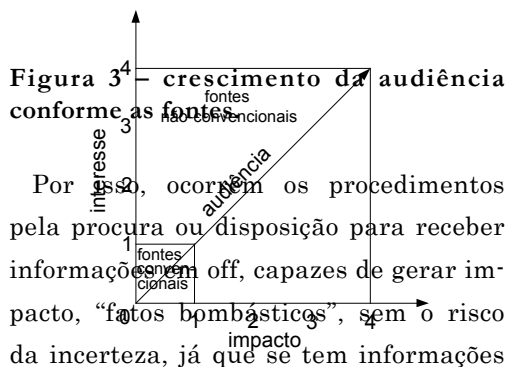 4
Figura 3 – crescimento da audiência
conforme as fontes.
fontes
não convencionais
3
interesse
audiência
2
Por isso, ocorrem os procedimentos
pela procura ou disposição para receber
1
fontes
conven-
cionais
informações em off, capazes de gerar im-
pacto, “fatos bombásticos”, sem o risco
0 1 2 3 4
impacto
da incerteza, já que se tem informações